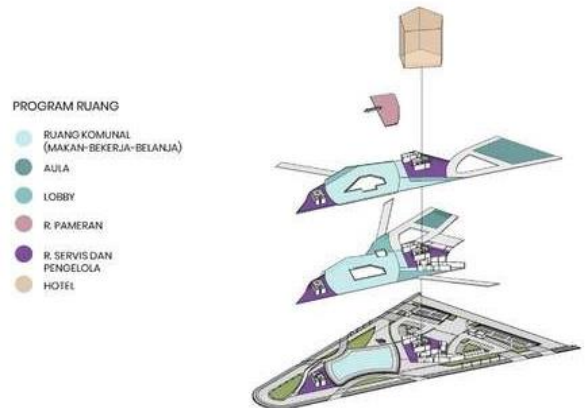 PROGRAM RUANG
RUANG KOMUNAL
(MAKAN-BEKERJA-BELANJA)
AULA
LOBBY
R. PAMERAN
R. SERVIS DAN
PENGELOLA
HOTEL